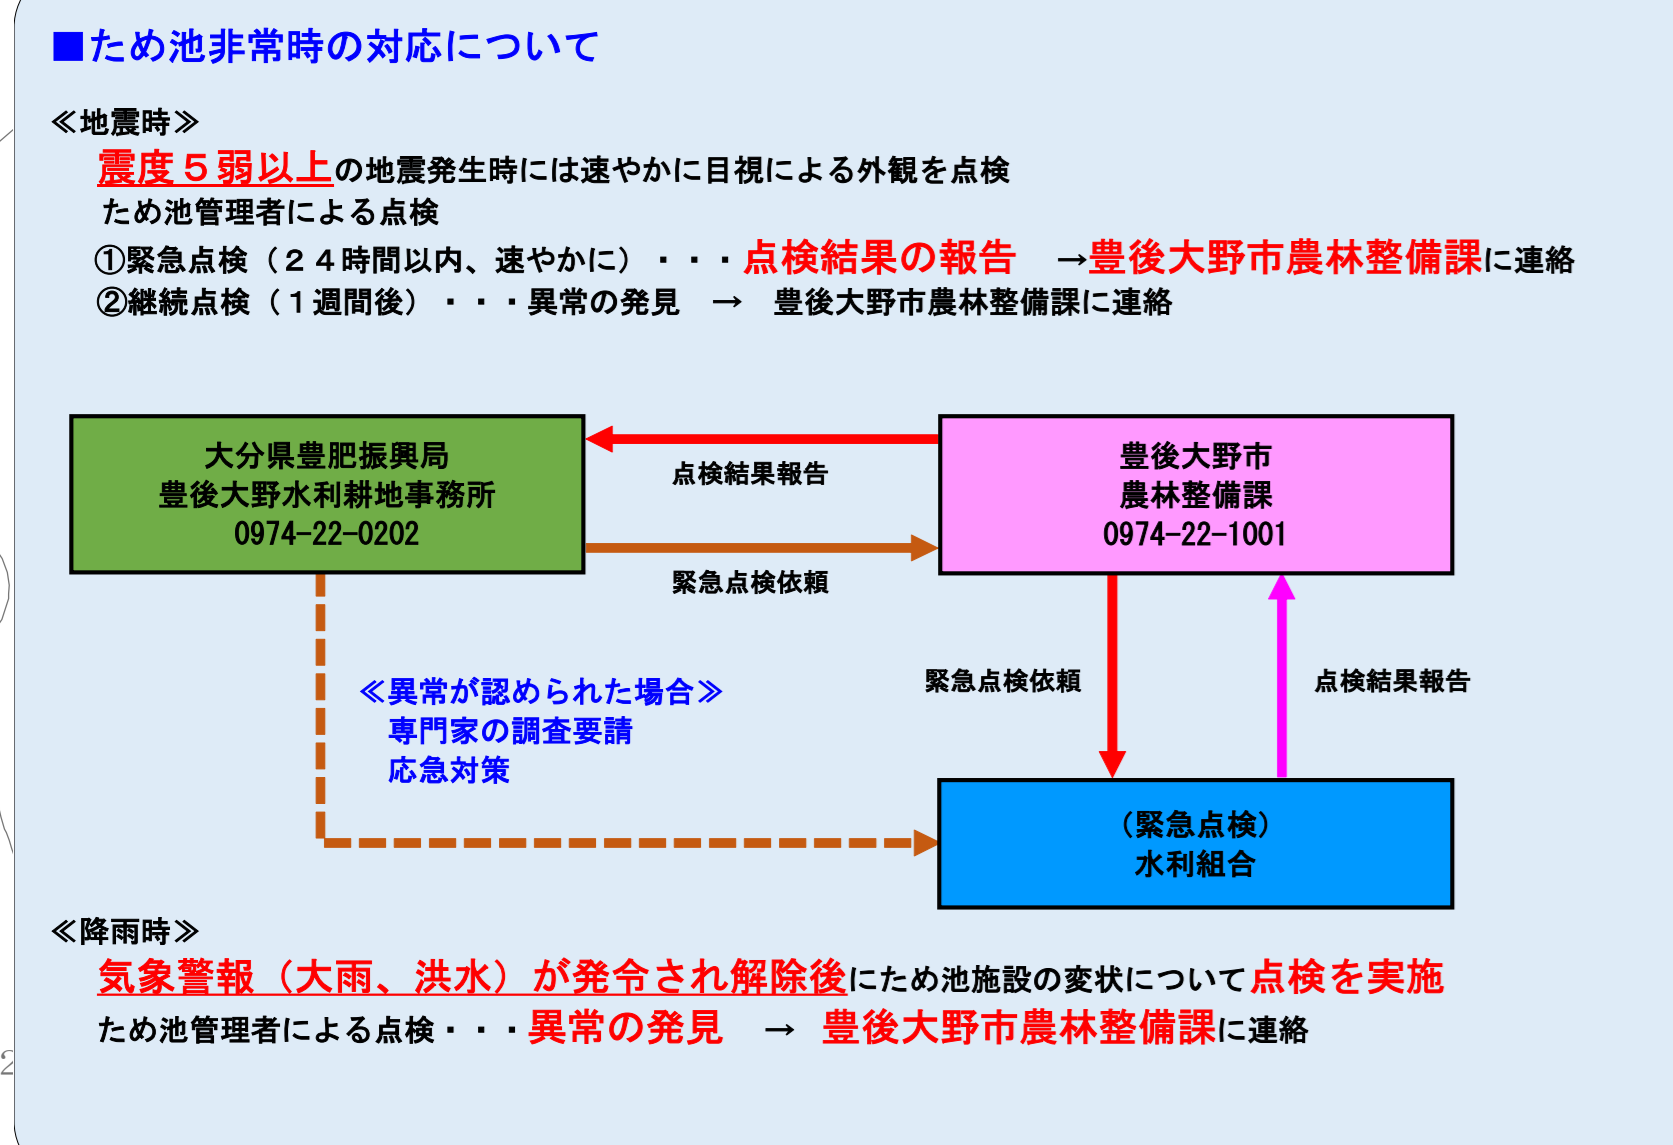 ■ため池非常時の対応について
≪地震時≫
震度５弱以上の地震発生時には速やかに目視による外観を点検
ため池管理者による点検
①緊急点検（２４時間以内、速やかに）・・・点検結果の報告　→豊後大野市農林整備課に連絡
②継続点検（１週間後）・・・異常の発見　→　豊後大野市農林整備課に連絡
大分県豊肥振興局
豊後大野水利耕地事務所
0974-22-0202
点検結果報告
緊急点検依頼
豊後大野市
農林整備課
0974-22-1001
≪異常が認められた場合≫
専門家の調査要請
応急対策
緊急点検依頼
点検結果報告
（緊急点検）
水利組合
≪降雨時≫
気象警報（大雨、洪水）が発令され解除後にため池施設の変状について点検を実施
ため池管理者による点検・・・異常の発見　→　豊後大野市農林整備課に連絡
2